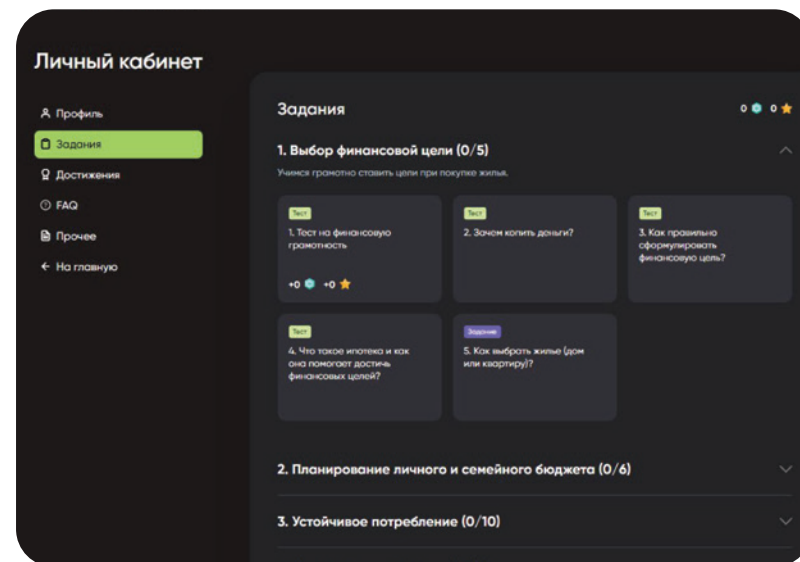 Личный кабинет
Профиль
Задания
Достижения
FAQ
Прочее
← На главную
Задания
0 0
1. Выбор финансовой цели (0/5)
Учимся грамотно ставить цели при покупке жилья.
Тест
1. Тест на финансовую
грамотность
+0 +0
Тест
2. Зачем копить деньги?
Тест
3. Как правильно
сформулировать
финансовую цель?
Тест
4. Что такое ипотека и как
она помогает достичь
финансовых целей?
Задание
5. Как выбрать жилье (дом
или квартиру)?
2. Планирование личного и семейного бюджета (0/6)
3. Устойчивое потребление (0/10)